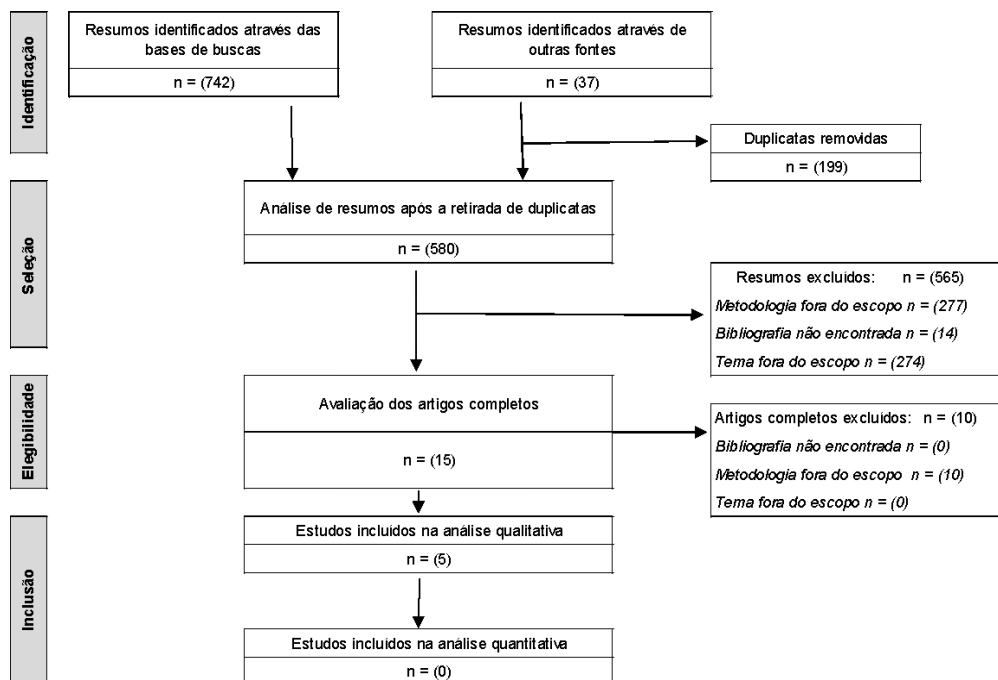 Identificação
Resumos identificados através das
bases de buscas
n = (742)
Resumos identificados através de
outras fontes
n = (37)
Duplicatas removidas
n = (199)
Seleção
Análise de resumos após a retirada de duplicatas
n = (580)
Resumos excluídos: n = (565)
Metodologia fora do escopo n = (277)
Bibliografia não encontrada n = (14)
Tema fora do escopo n = (274)
Elegibilidade
Avaliação dos artigos completos
n = (15)
Artigos completos excluídos: n = (10)
Bibliografia não encontrada n = (0)
Metodologia fora do escopo n = (10)
Tema fora do escopo n = (0)
Inclusão
Estudos incluídos na análise qualitativa
n = (5)
Estudos incluídos na análise quantitativa
n = (0)